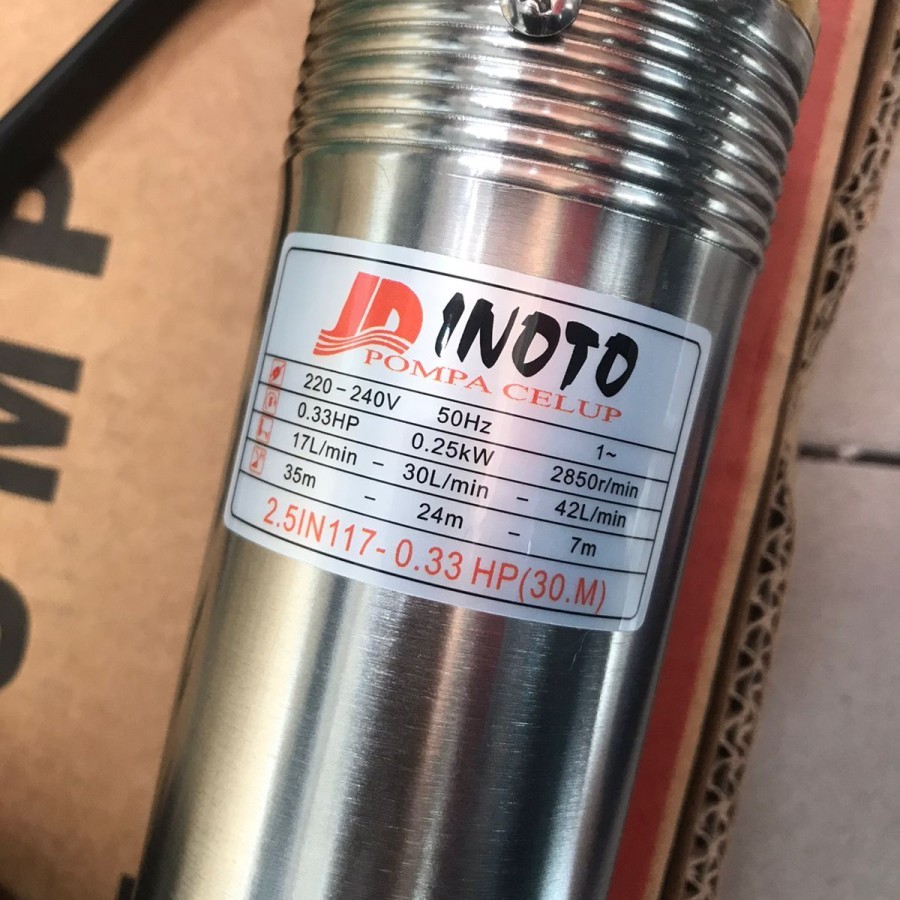 JD INOTO
POMPA CELUP
220-240V 50Hz 1~
0.33HP 0.25kW 2850r/min
17L/min - 30L/min - 42L/min
35m - 24m - 7m
2.5IN117-0.33 HP(30.M)
OMP